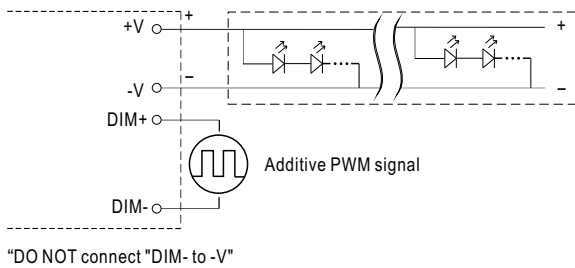 +V + +
-V – –
DIM+
Additive PWM signal
DIM-
“DO NOT connect "DIM- to -V"